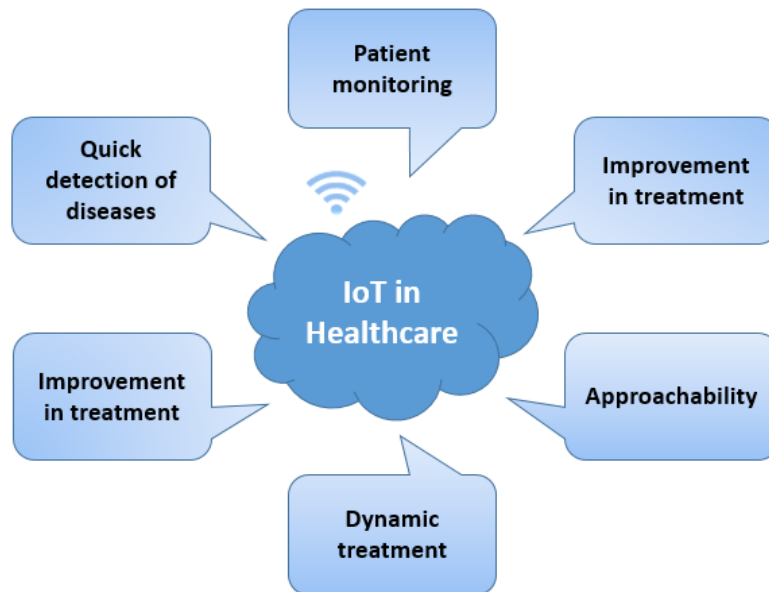 Patient
monitoring
Quick
detection of
diseases
Improvement
in treatment
IoT in
Healthcare
Improvement
in treatment
Approachability
Dynamic
treatment